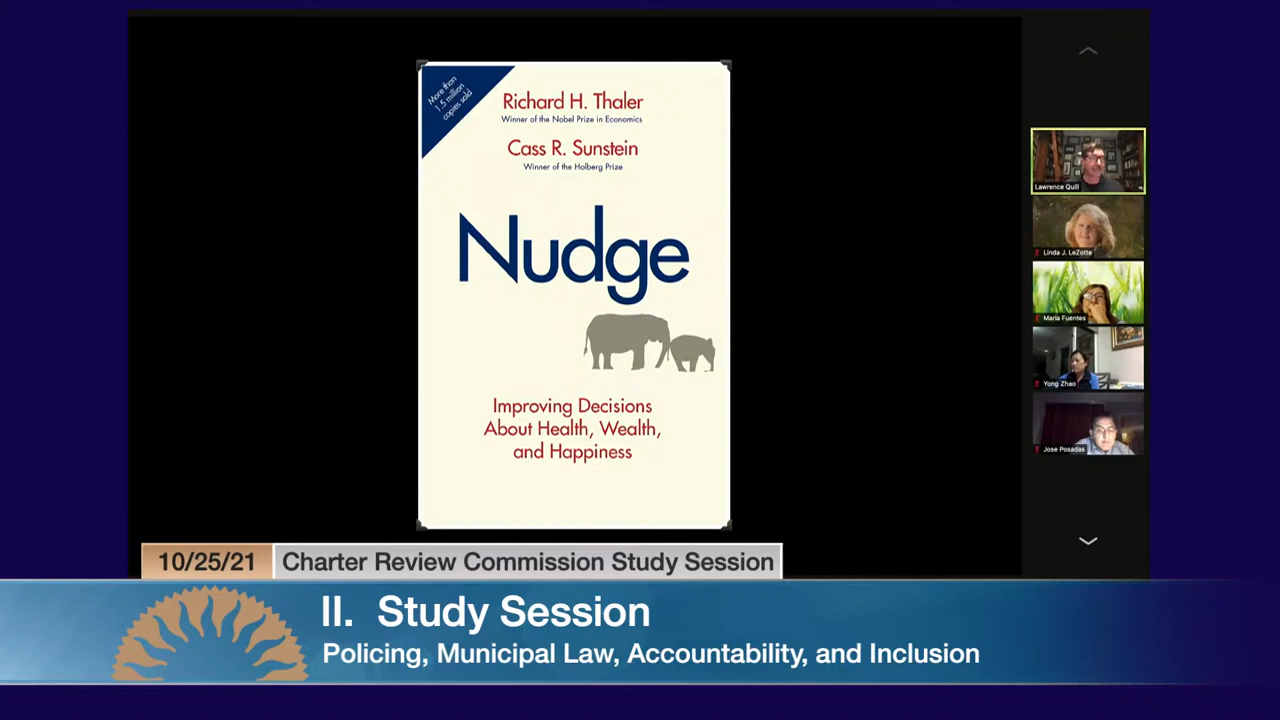 More than
1.5 million
copies sold
Richard H. Thaler
Winner of the Nobel Prize in Economics
Cass R. Sunstein
Winner of the Holberg Prize
Nudge
Improving Decisions
About Health, Wealth,
and Happiness
Lawrence Quill
Linda J. LeZotte
Maria Fuentes
Yong Zhao
Jose Posadas
10/25/21
Charter Review Commission Study Session
II. Study Session
Policing, Municipal Law, Accountability, and Inclusion